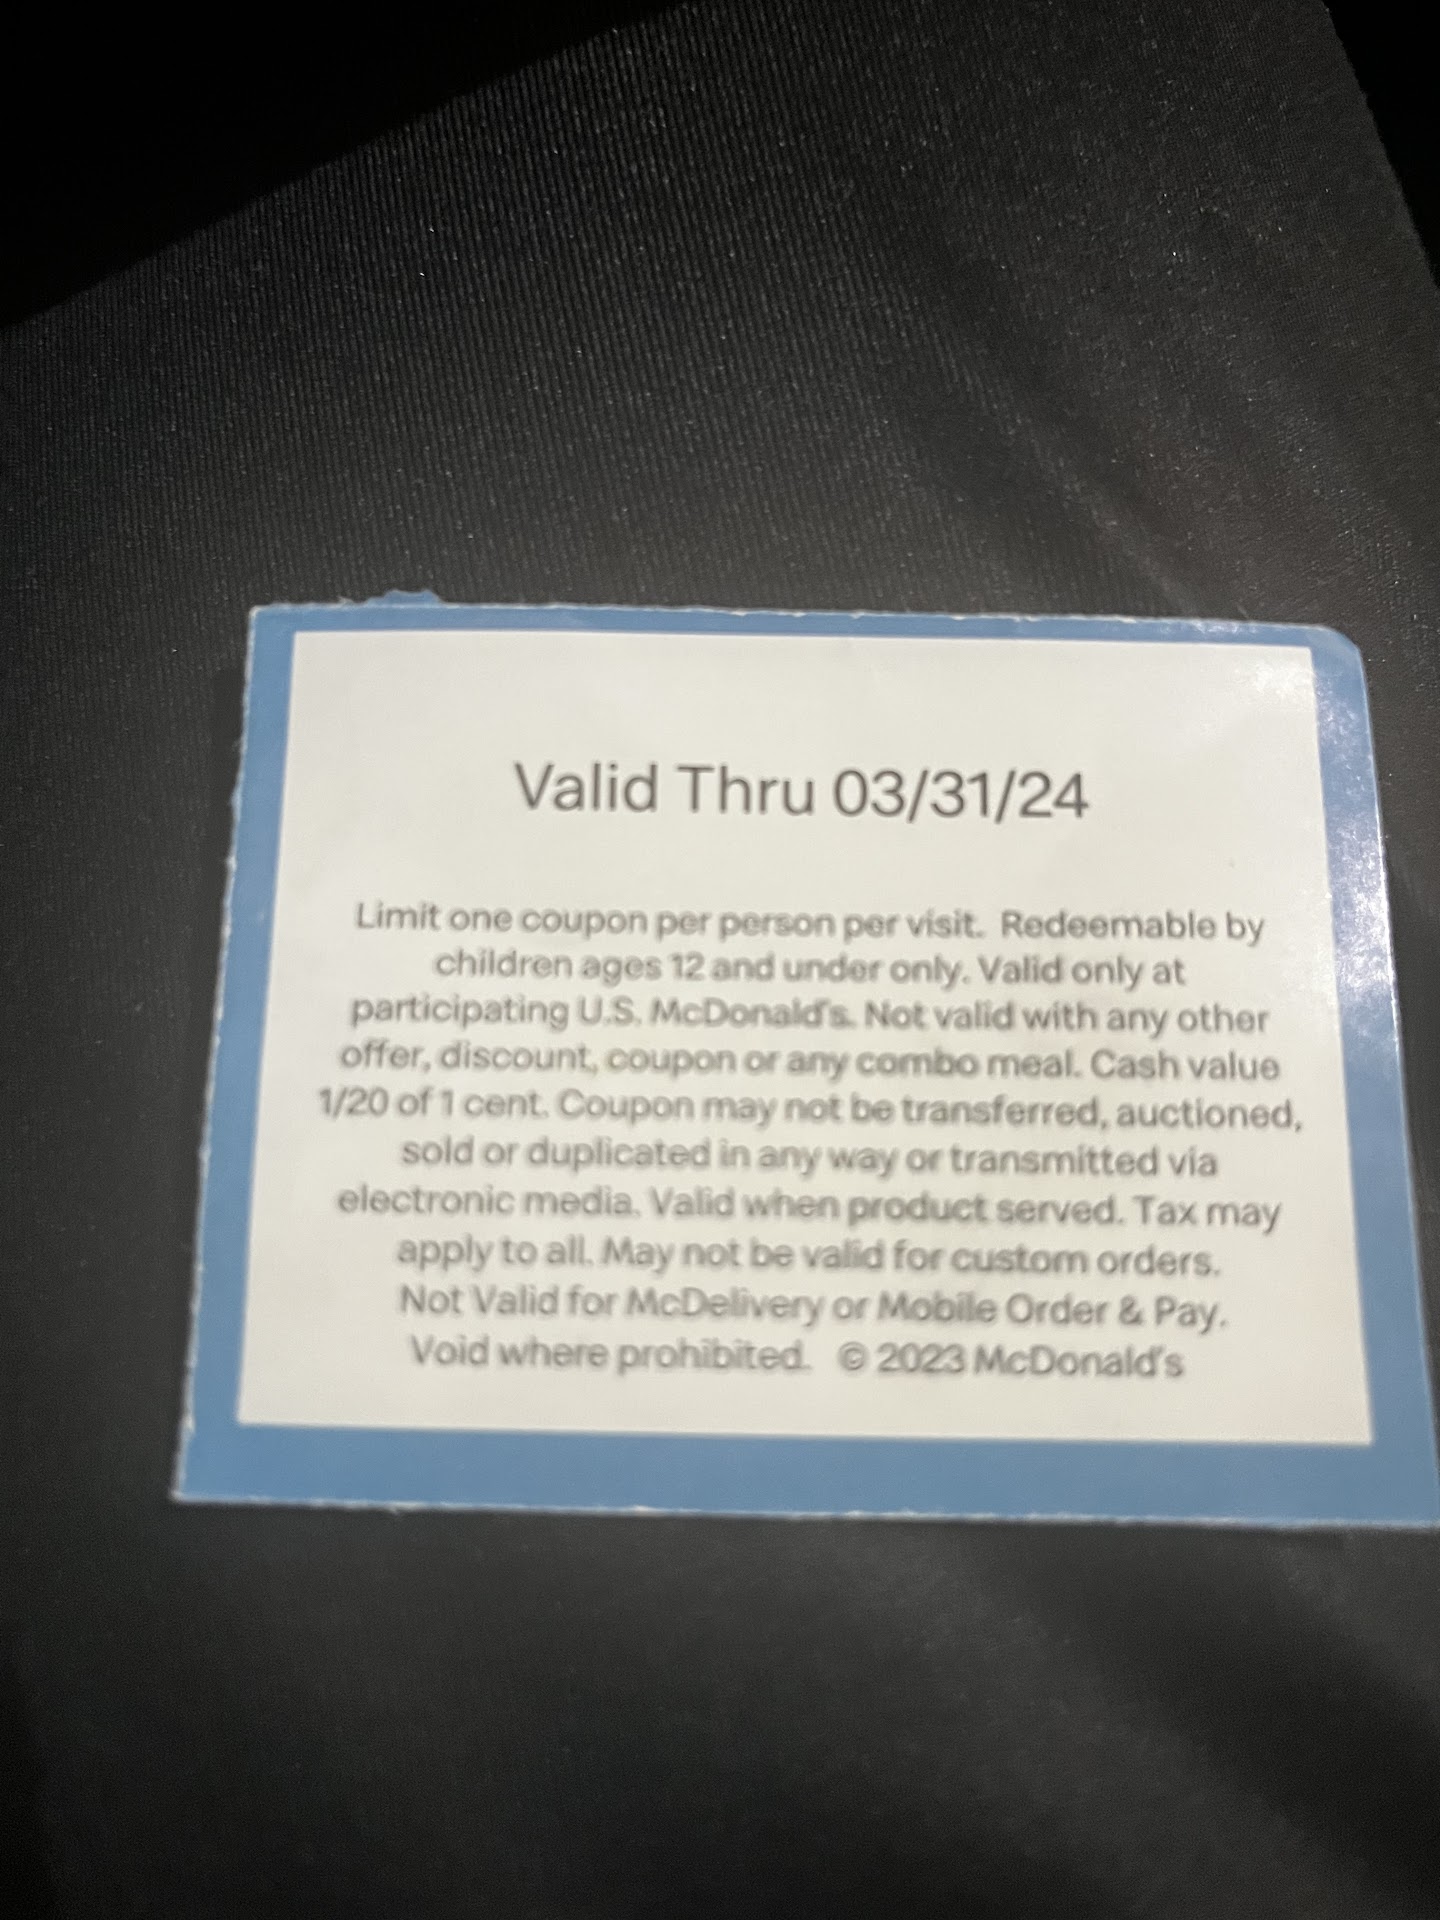 Valid Thru 03/31/24
Limit one coupon per person per visit. Redeemable by
children ages 12 and under only. Valid only at
participating U.S. McDonald's. Not valid with any other
offer, discount, coupon or any combo meal. Cash value
1/20 of 1 cent. Coupon may not be transferred, auctioned,
sold or duplicated in any way or transmitted via
electronic media. Valid when product served. Tax may
apply to all. May not be valid for custom orders.
Not Valid for McDelivery or Mobile Order & Pay.
Void where prohibited. © 2023 McDonald's